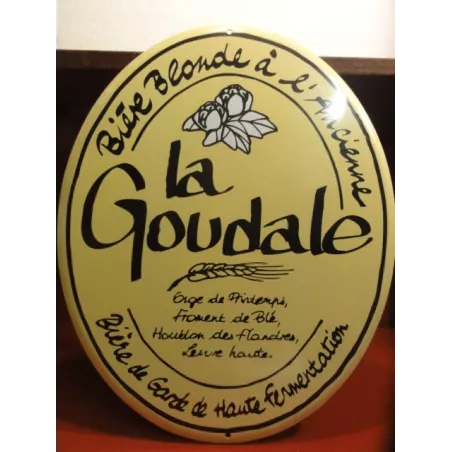 Bière Blonde à l'Ancienne
la
Goudale
Orge de Printemps,
Froment de Blé,
Houblon des Flandres,
Levure haute.
Bière de Garde de Haute Fermentation